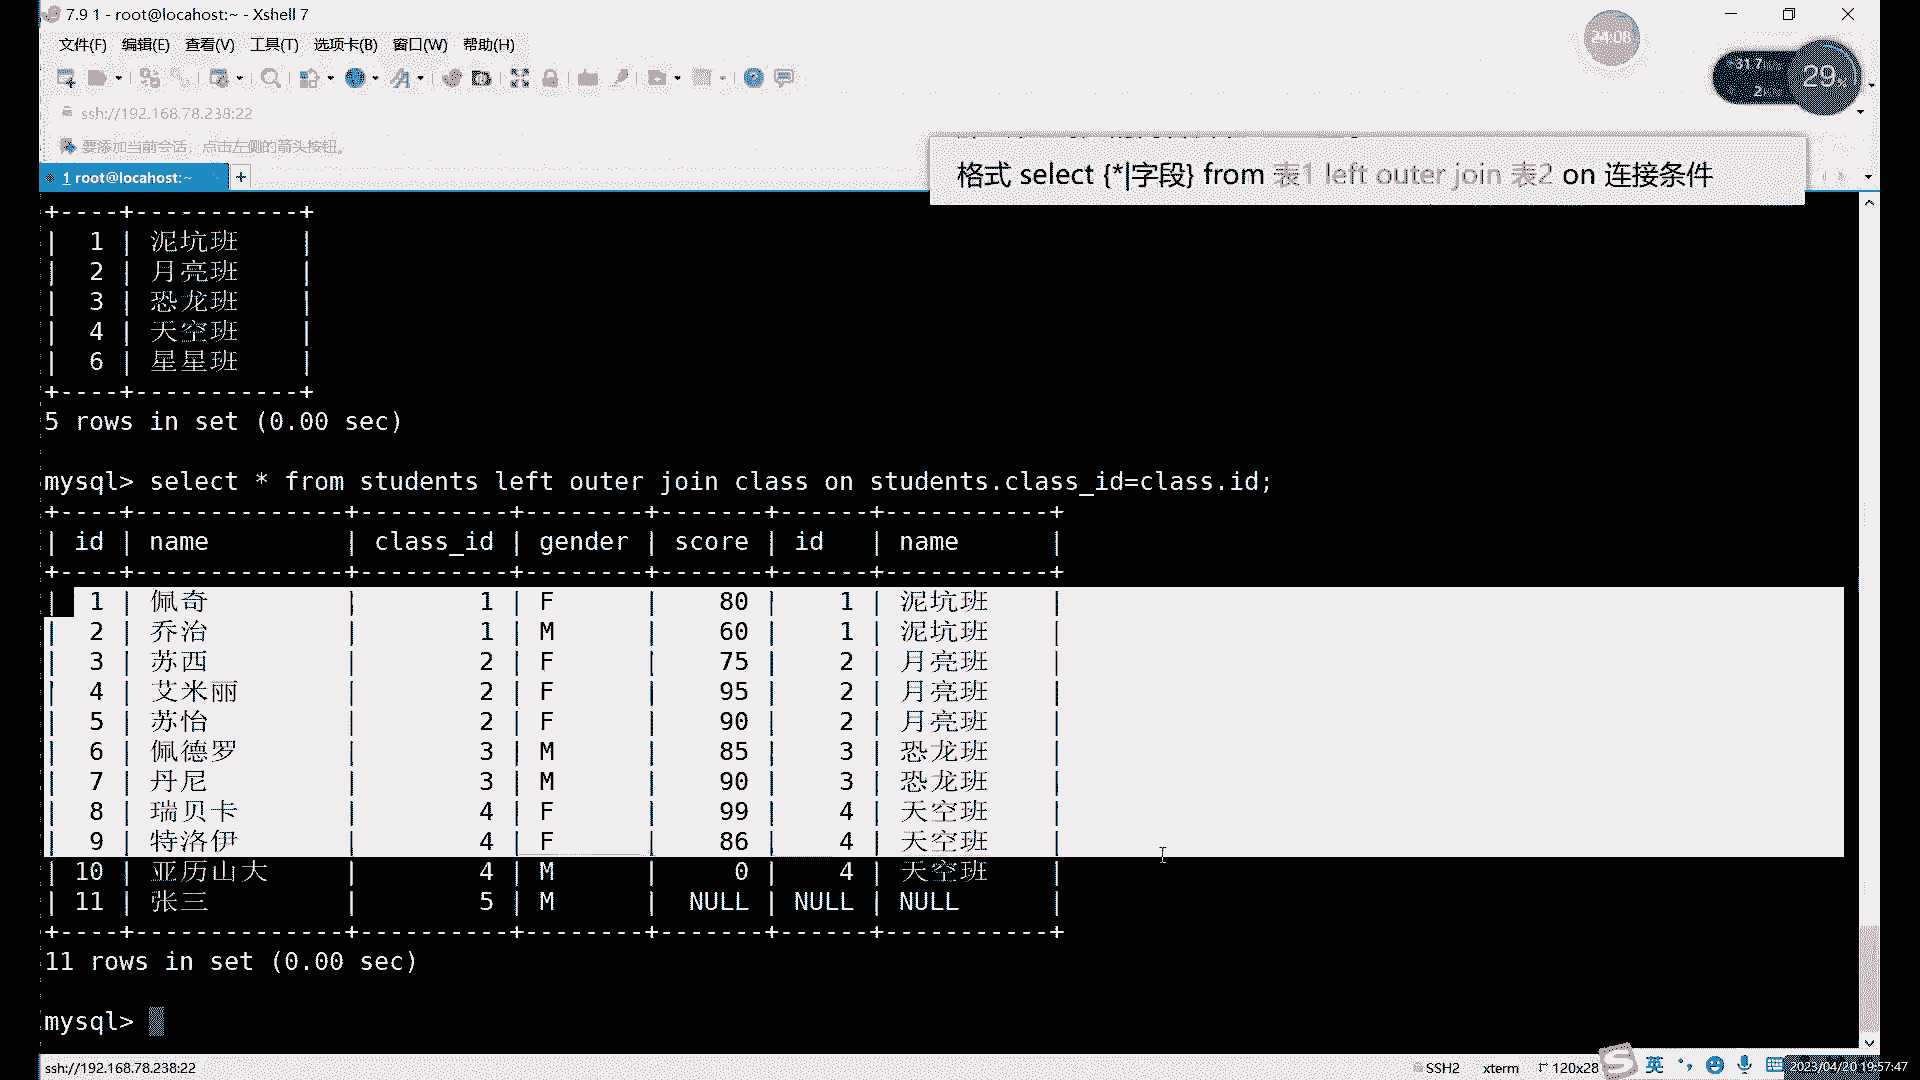 7.9 1 - root@locahost:~ - Xshell 7
文件(F) 编辑(E) 查看(V) 工具(T) 选项卡(B) 窗口(W) 帮助(H)
24:08
31.7
29%
2
ssh://192.168.78.238:22
要添加当前会话，点击左侧的箭头按钮。
1 root@locahost:~ +
格式 select {*|字段} from 表1 left outer join 表2 on 连接条件
+----+-----------+
| 1 | 泥坑班 |
| 2 | 月亮班 |
| 3 | 恐龙班 |
| 4 | 天空班 |
| 6 | 星星班 |
+----+-----------+
5 rows in set (0.00 sec)
mysql> select * from students left outer join class on students.class_id=class.id;
+----+--------------+----------+--------+-------+------+-----------+
| id | name | class_id | gender | score | id | name |
+----+--------------+----------+--------+-------+------+-----------+
| 1 | 佩奇 | 1 | F | 80 | 1 | 泥坑班 |
| 2 | 乔治 | 1 | M | 60 | 1 | 泥坑班 |
| 3 | 苏西 | 2 | F | 75 | 2 | 月亮班 |
| 4 | 艾米丽 | 2 | F | 95 | 2 | 月亮班 |
| 5 | 苏怡 | 2 | F | 90 | 2 | 月亮班 |
| 6 | 佩德罗 | 3 | M | 85 | 3 | 恐龙班 |
| 7 | 丹尼 | 3 | M | 90 | 3 | 恐龙班 |
| 8 | 瑞贝卡 | 4 | F | 99 | 4 | 天空班 |
| 9 | 特洛伊 | 4 | F | 86 | 4 | 天空班 |
| 10 | 亚历山大 | 4 | M | 0 | 4 | 天空班 |
| 11 | 张三 | 5 | M | NULL | NULL | NULL |
+----+--------------+----------+--------+-------+------+-----------+
11 rows in set (0.00 sec)
mysql>
ssh://192.168.78.238:22 SSH2 xterm 120x28 英 2023/04/20 19:57:47